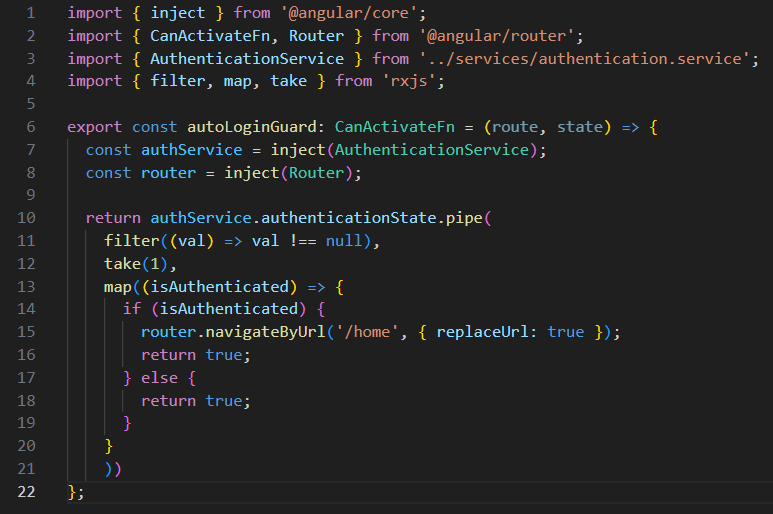 1 import { inject } from '@angular/core';
2 import { CanActivateFn, Router } from '@angular/router';
3 import { AuthenticationService } from '../services/authentication.service';
4 import { filter, map, take } from 'rxjs';
5
6 export const autoLoginGuard: CanActivateFn = (route, state) => {
7   const authService = inject(AuthenticationService);
8   const router = inject(Router);
9
10   return authService.authenticationState.pipe(
11     filter((val) => val !== null),
12     take(1),
13     map((isAuthenticated) => {
14       if (isAuthenticated) {
15         router.navigateByUrl('/home', { replaceUrl: true });
16         return true;
17       } else {
18         return true;
19       }
20     }
21     ))
22 };